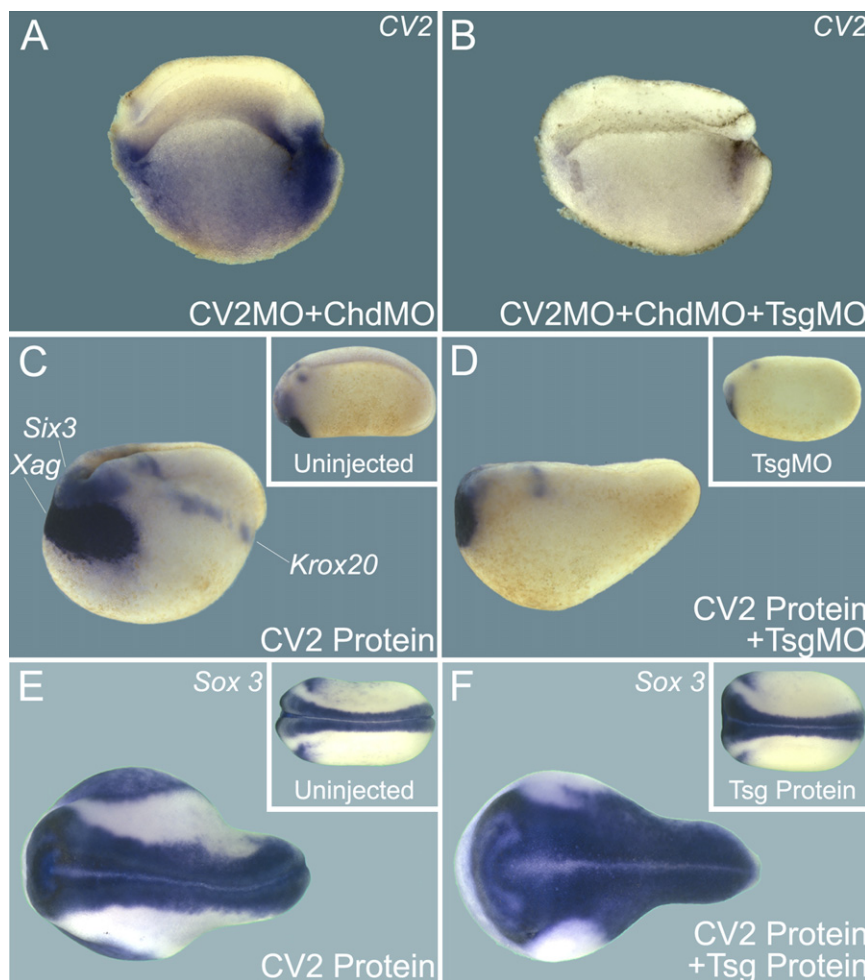 A
CV2
CV2MO+ChdMO
B
CV2
CV2MO+ChdMO+TsgMO
C
Uninjected
Six3
Xag
Krox20
CV2 Protein
D
TsgMO
CV2 Protein
+TsgMO
E
Sox 3
Uninjected
CV2 Protein
F
Sox 3
Tsg Protein
CV2 Protein
+Tsg Protein